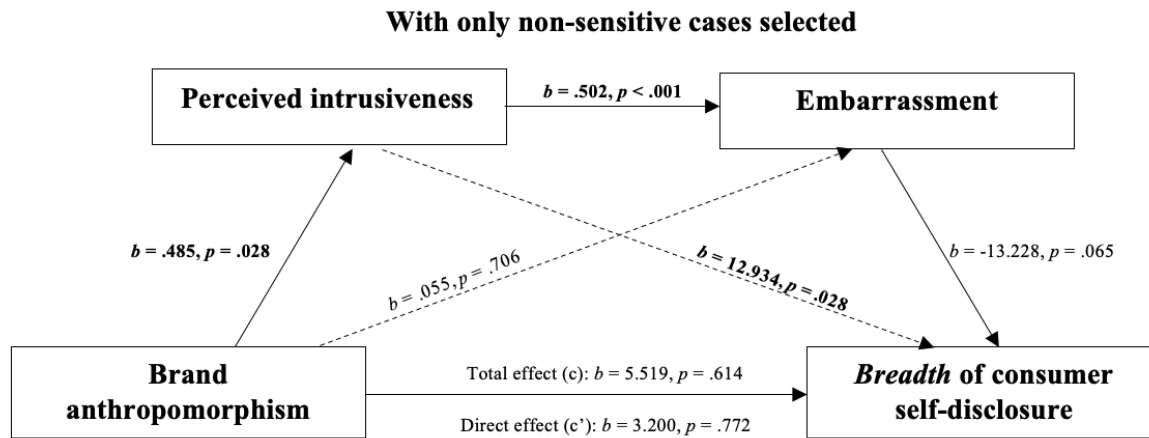 With only non-sensitive cases selected
Perceived intrusiveness
b = .502, p < .001
Embarrassment
b = .485, p = .028
b = .055, p = .706
b = 12.934, p = .028
b = -13.228, p = .065
Brand
anthropomorphism
Total effect (c): b = 5.519, p = .614
Direct effect (c’): b = 3.200, p = .772
Breadth of consumer
self-disclosure